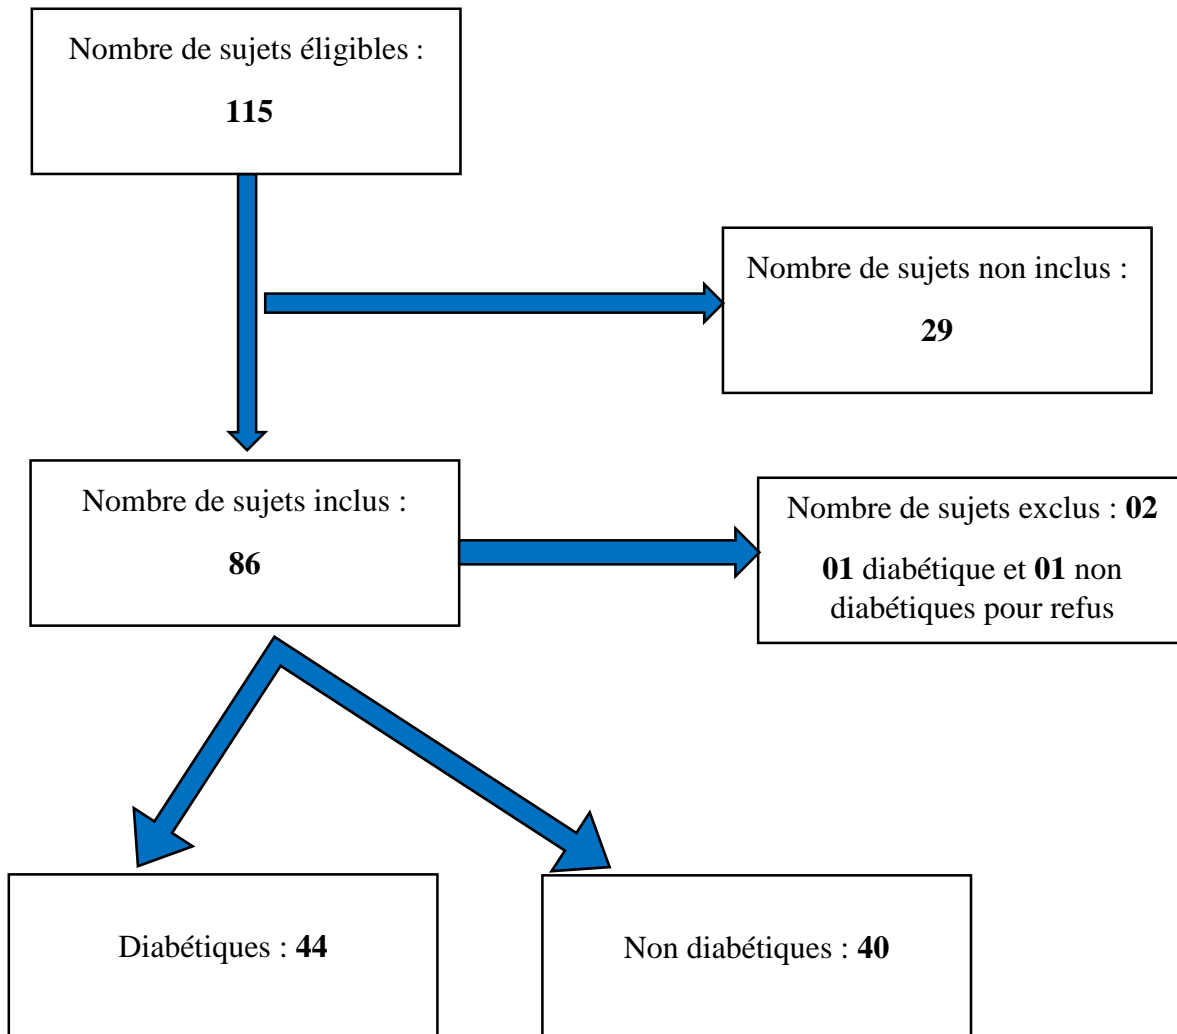 Nombre de sujets éligibles :
115
Nombre de sujets non inclus :
29
Nombre de sujets inclus :
86
Nombre de sujets exclus : 02
01 diabétique et 01 non
diabétiques pour refus
Diabétiques : 44
Non diabétiques : 40